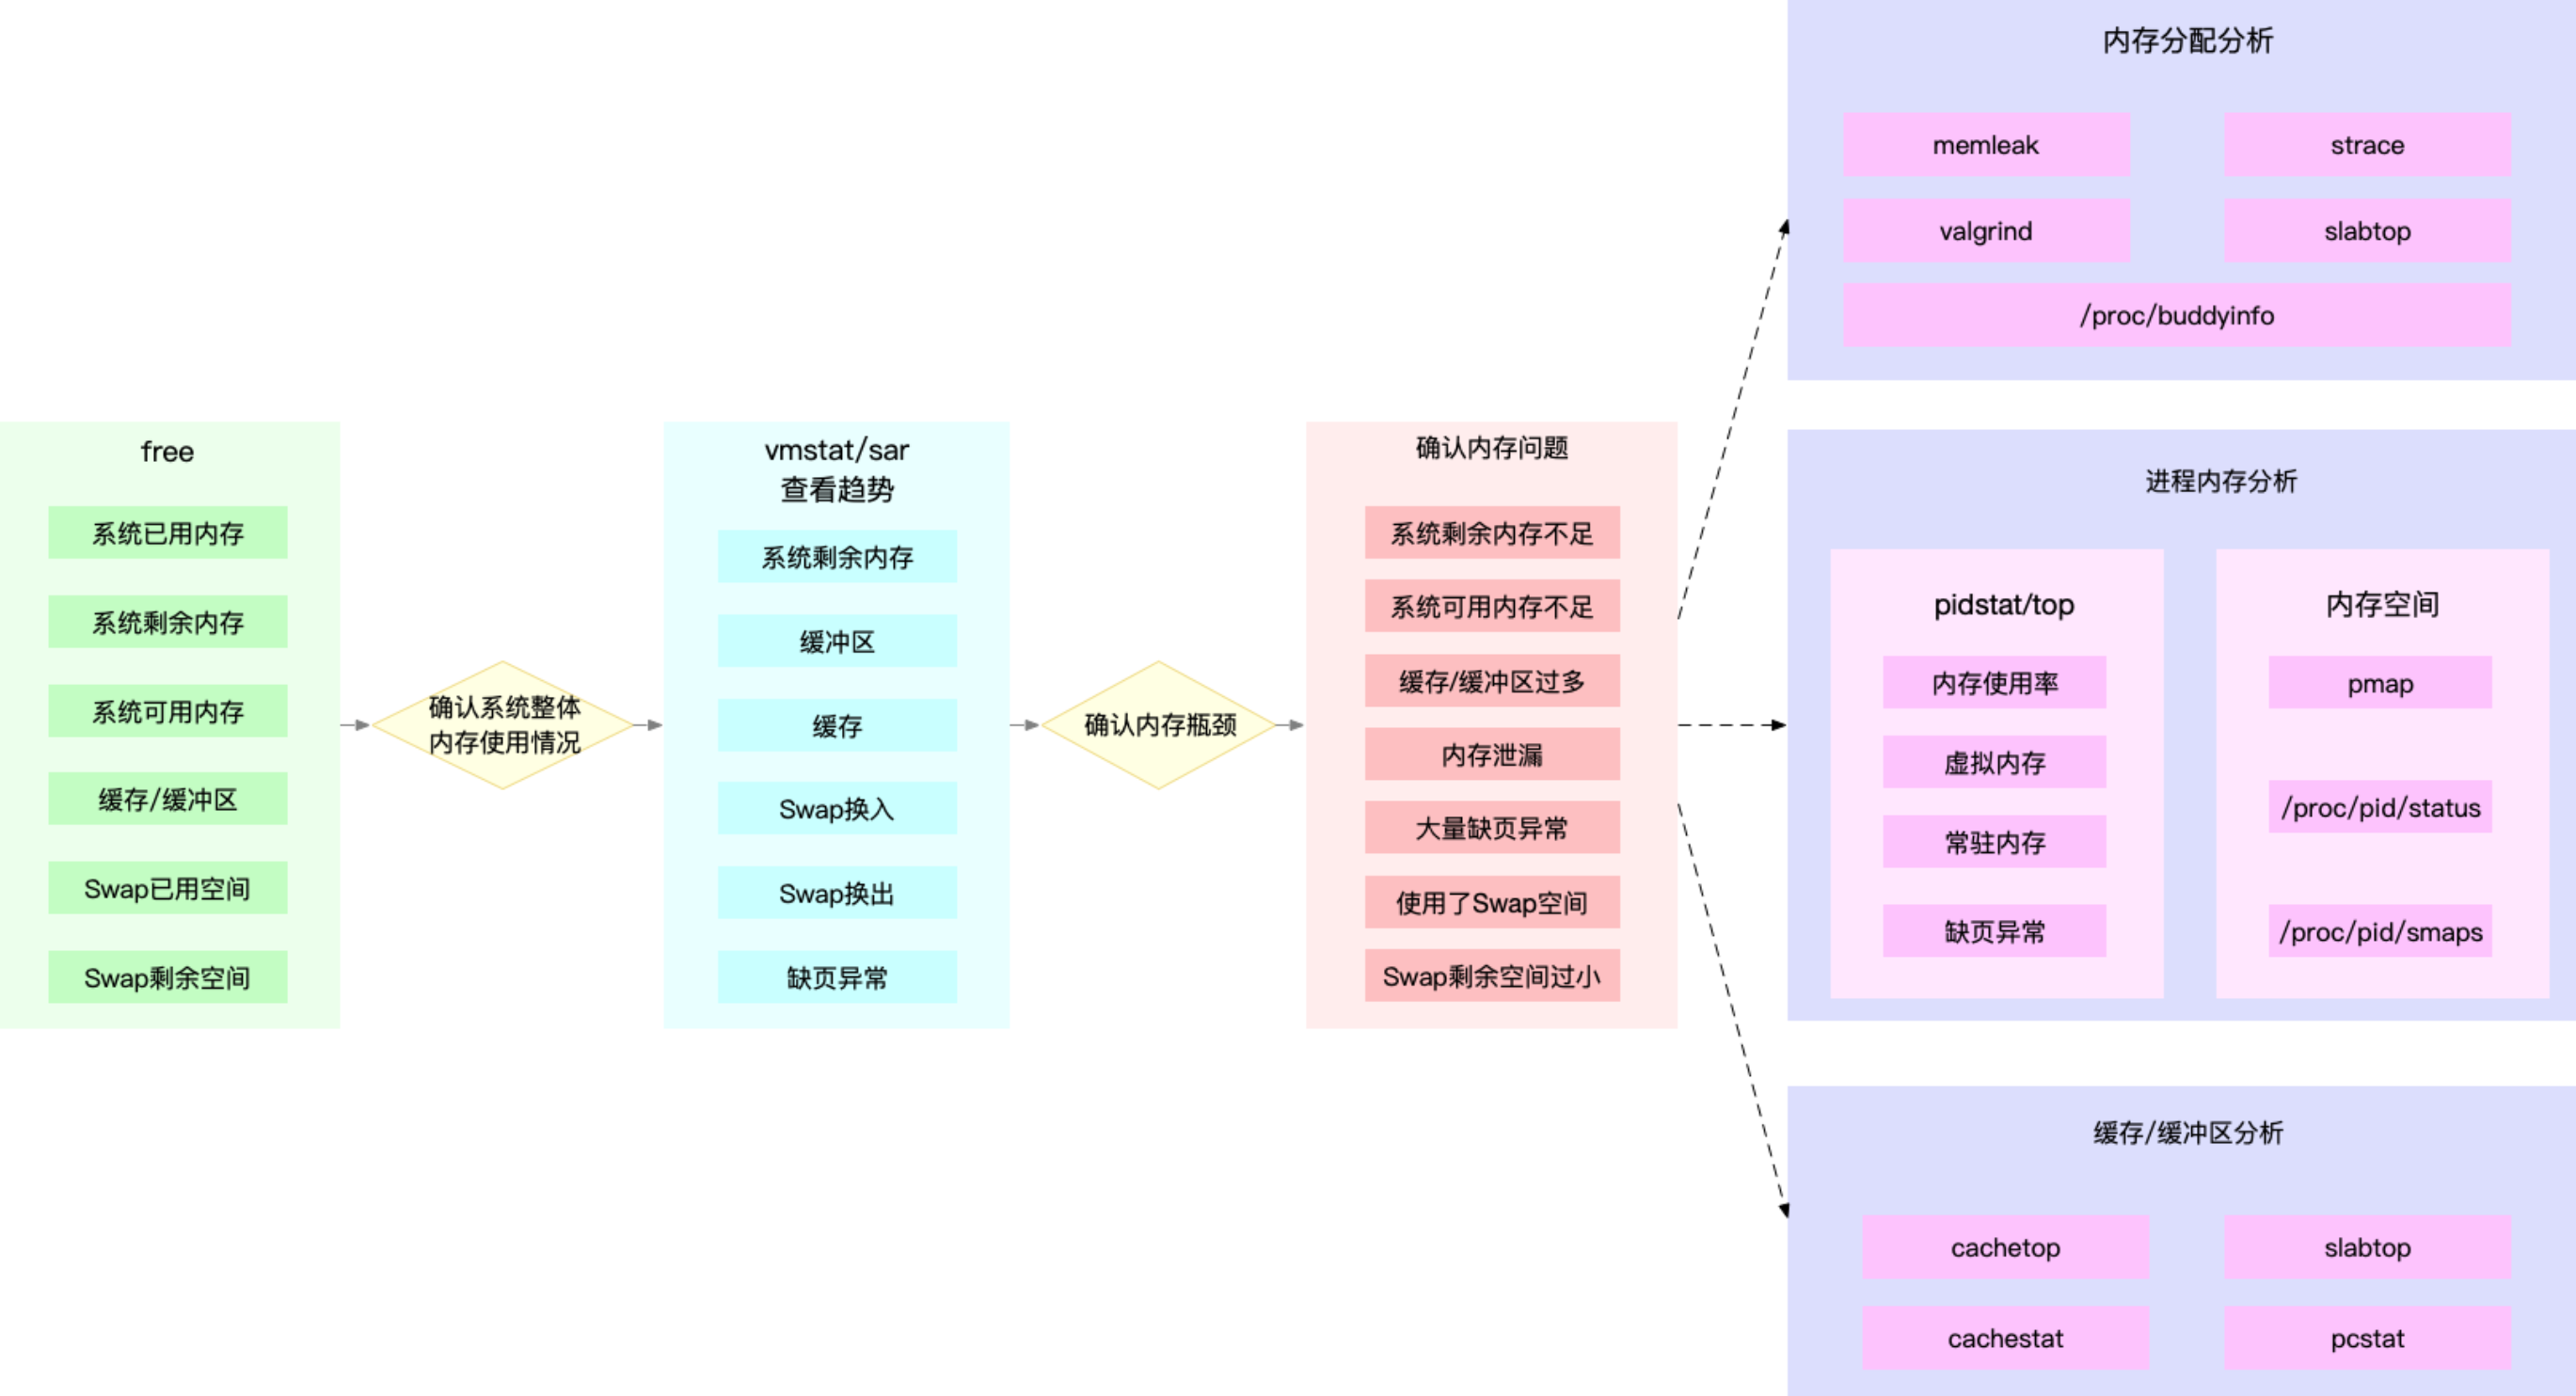 free
系统已用内存
系统剩余内存
系统可用内存
缓存/缓冲区
Swap已用空间
Swap剩余空间
确认系统整体
内存使用情况
vmstat/sar
查看趋势
系统剩余内存
缓冲区
缓存
Swap换入
Swap换出
缺页异常
确认内存瓶颈
确认内存问题
系统剩余内存不足
系统可用内存不足
缓存/缓冲区过多
内存泄漏
大量缺页异常
使用了Swap空间
Swap剩余空间过小
内存分配分析
memleak
strace
valgrind
slabtop
/proc/buddyinfo
进程内存分析
pidstat/top
内存使用率
虚拟内存
常驻内存
缺页异常
内存空间
pmap
/proc/pid/status
/proc/pid/smaps
缓存/缓冲区分析
cachetop
slabtop
cachestat
pcstat